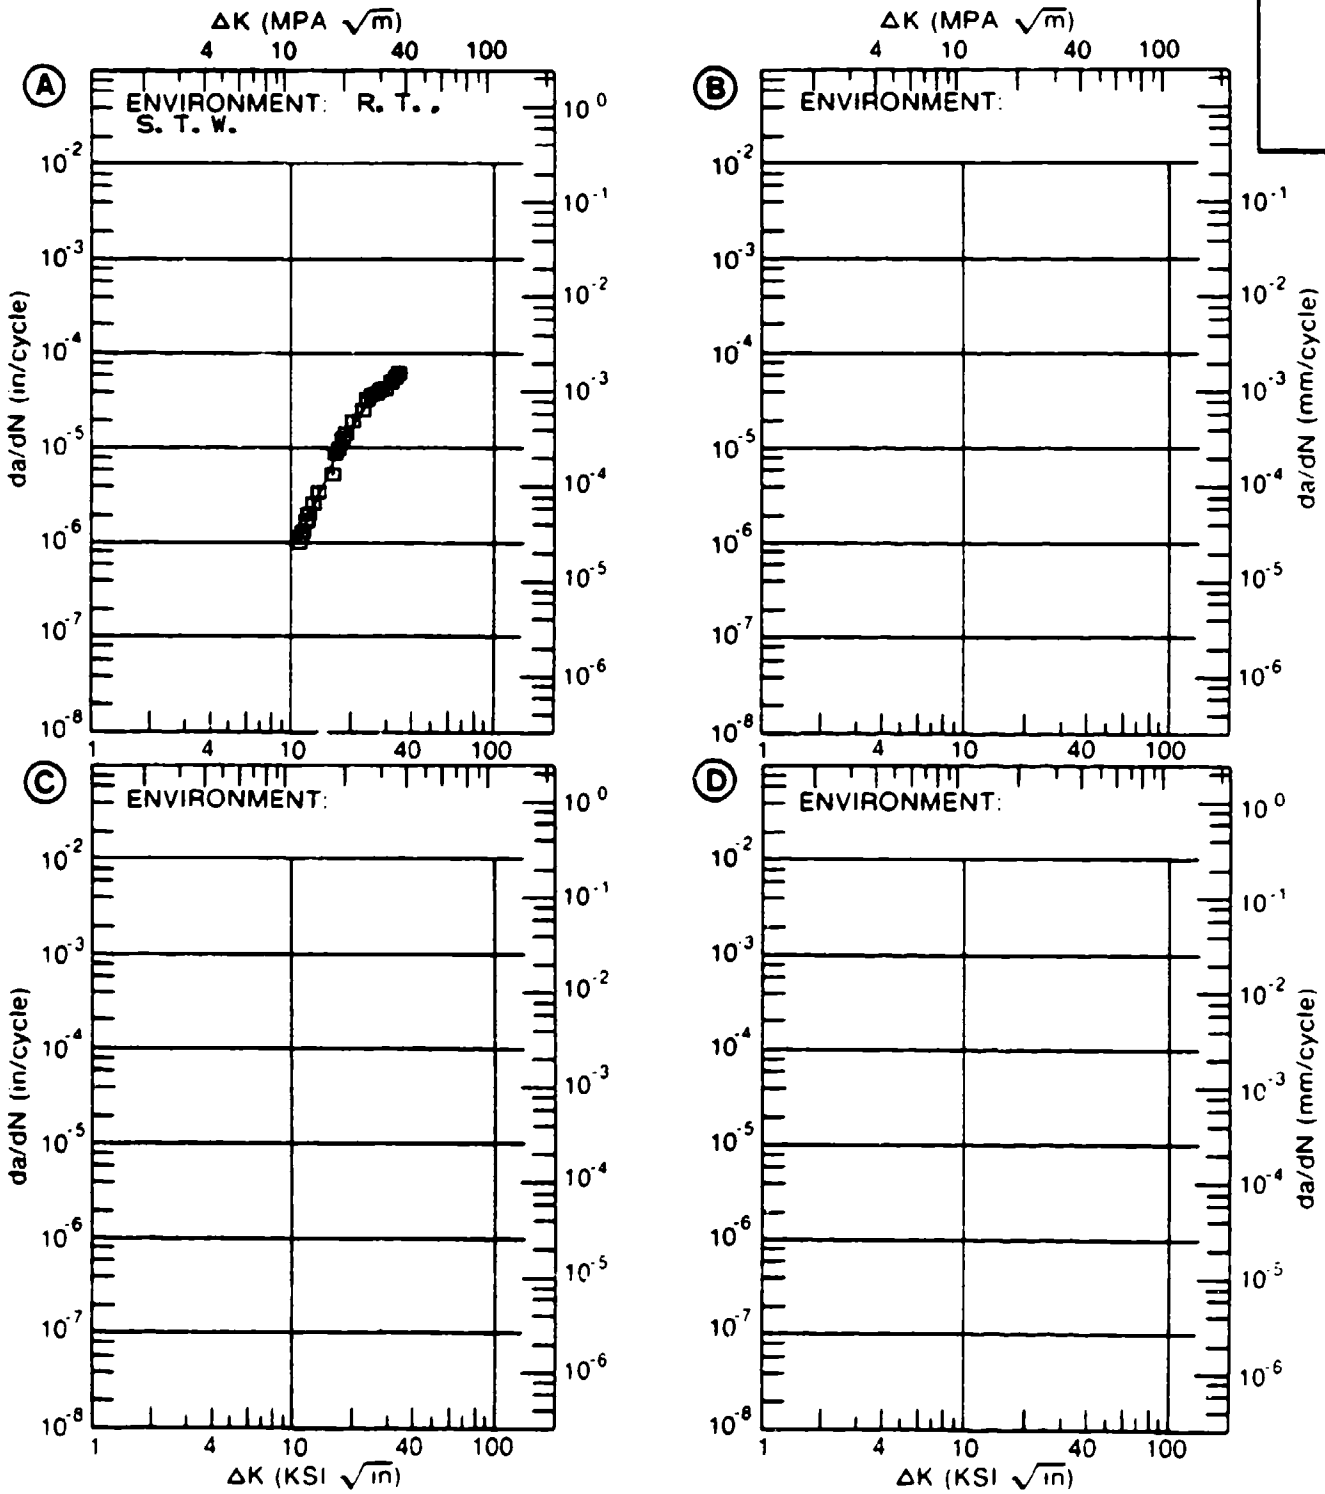 ΔK (MPA √m)
4 10 40 100
A
ENVIRONMENT: R. T.,
S. T. W.
10⁰
10⁻²
10⁻¹
10⁻³
10⁻²
10⁻⁴
10⁻³
10⁻⁵
10⁻⁴
10⁻⁶
10⁻⁵
10⁻⁷
10⁻⁶
10⁻⁸
1 4 10 40 100
da/dN (in/cycle)
ΔK (MPA √m)
4 10 40 100
B
ENVIRONMENT:
10⁻²
10⁻¹
10⁻³
10⁻²
10⁻⁴
10⁻³
10⁻⁵
10⁻⁴
10⁻⁶
10⁻⁵
10⁻⁷
10⁻⁶
10⁻⁸
1 4 10 40 100
da/dN (mm/cycle)
C
ENVIRONMENT:
10⁰
10⁻²
10⁻¹
10⁻³
10⁻²
10⁻⁴
10⁻³
10⁻⁵
10⁻⁴
10⁻⁶
10⁻⁵
10⁻⁷
10⁻⁶
10⁻⁸
1 4 10 40 100
da/dN (in/cycle)
ΔK (KSI √in)
D
ENVIRONMENT:
10⁰
10⁻²
10⁻¹
10⁻³
10⁻²
10⁻⁴
10⁻³
10⁻⁵
10⁻⁴
10⁻⁶
10⁻⁵
10⁻⁷
10⁻⁶
10⁻⁸
1 4 10 40 100
da/dN (mm/cycle)
ΔK (KSI √in)